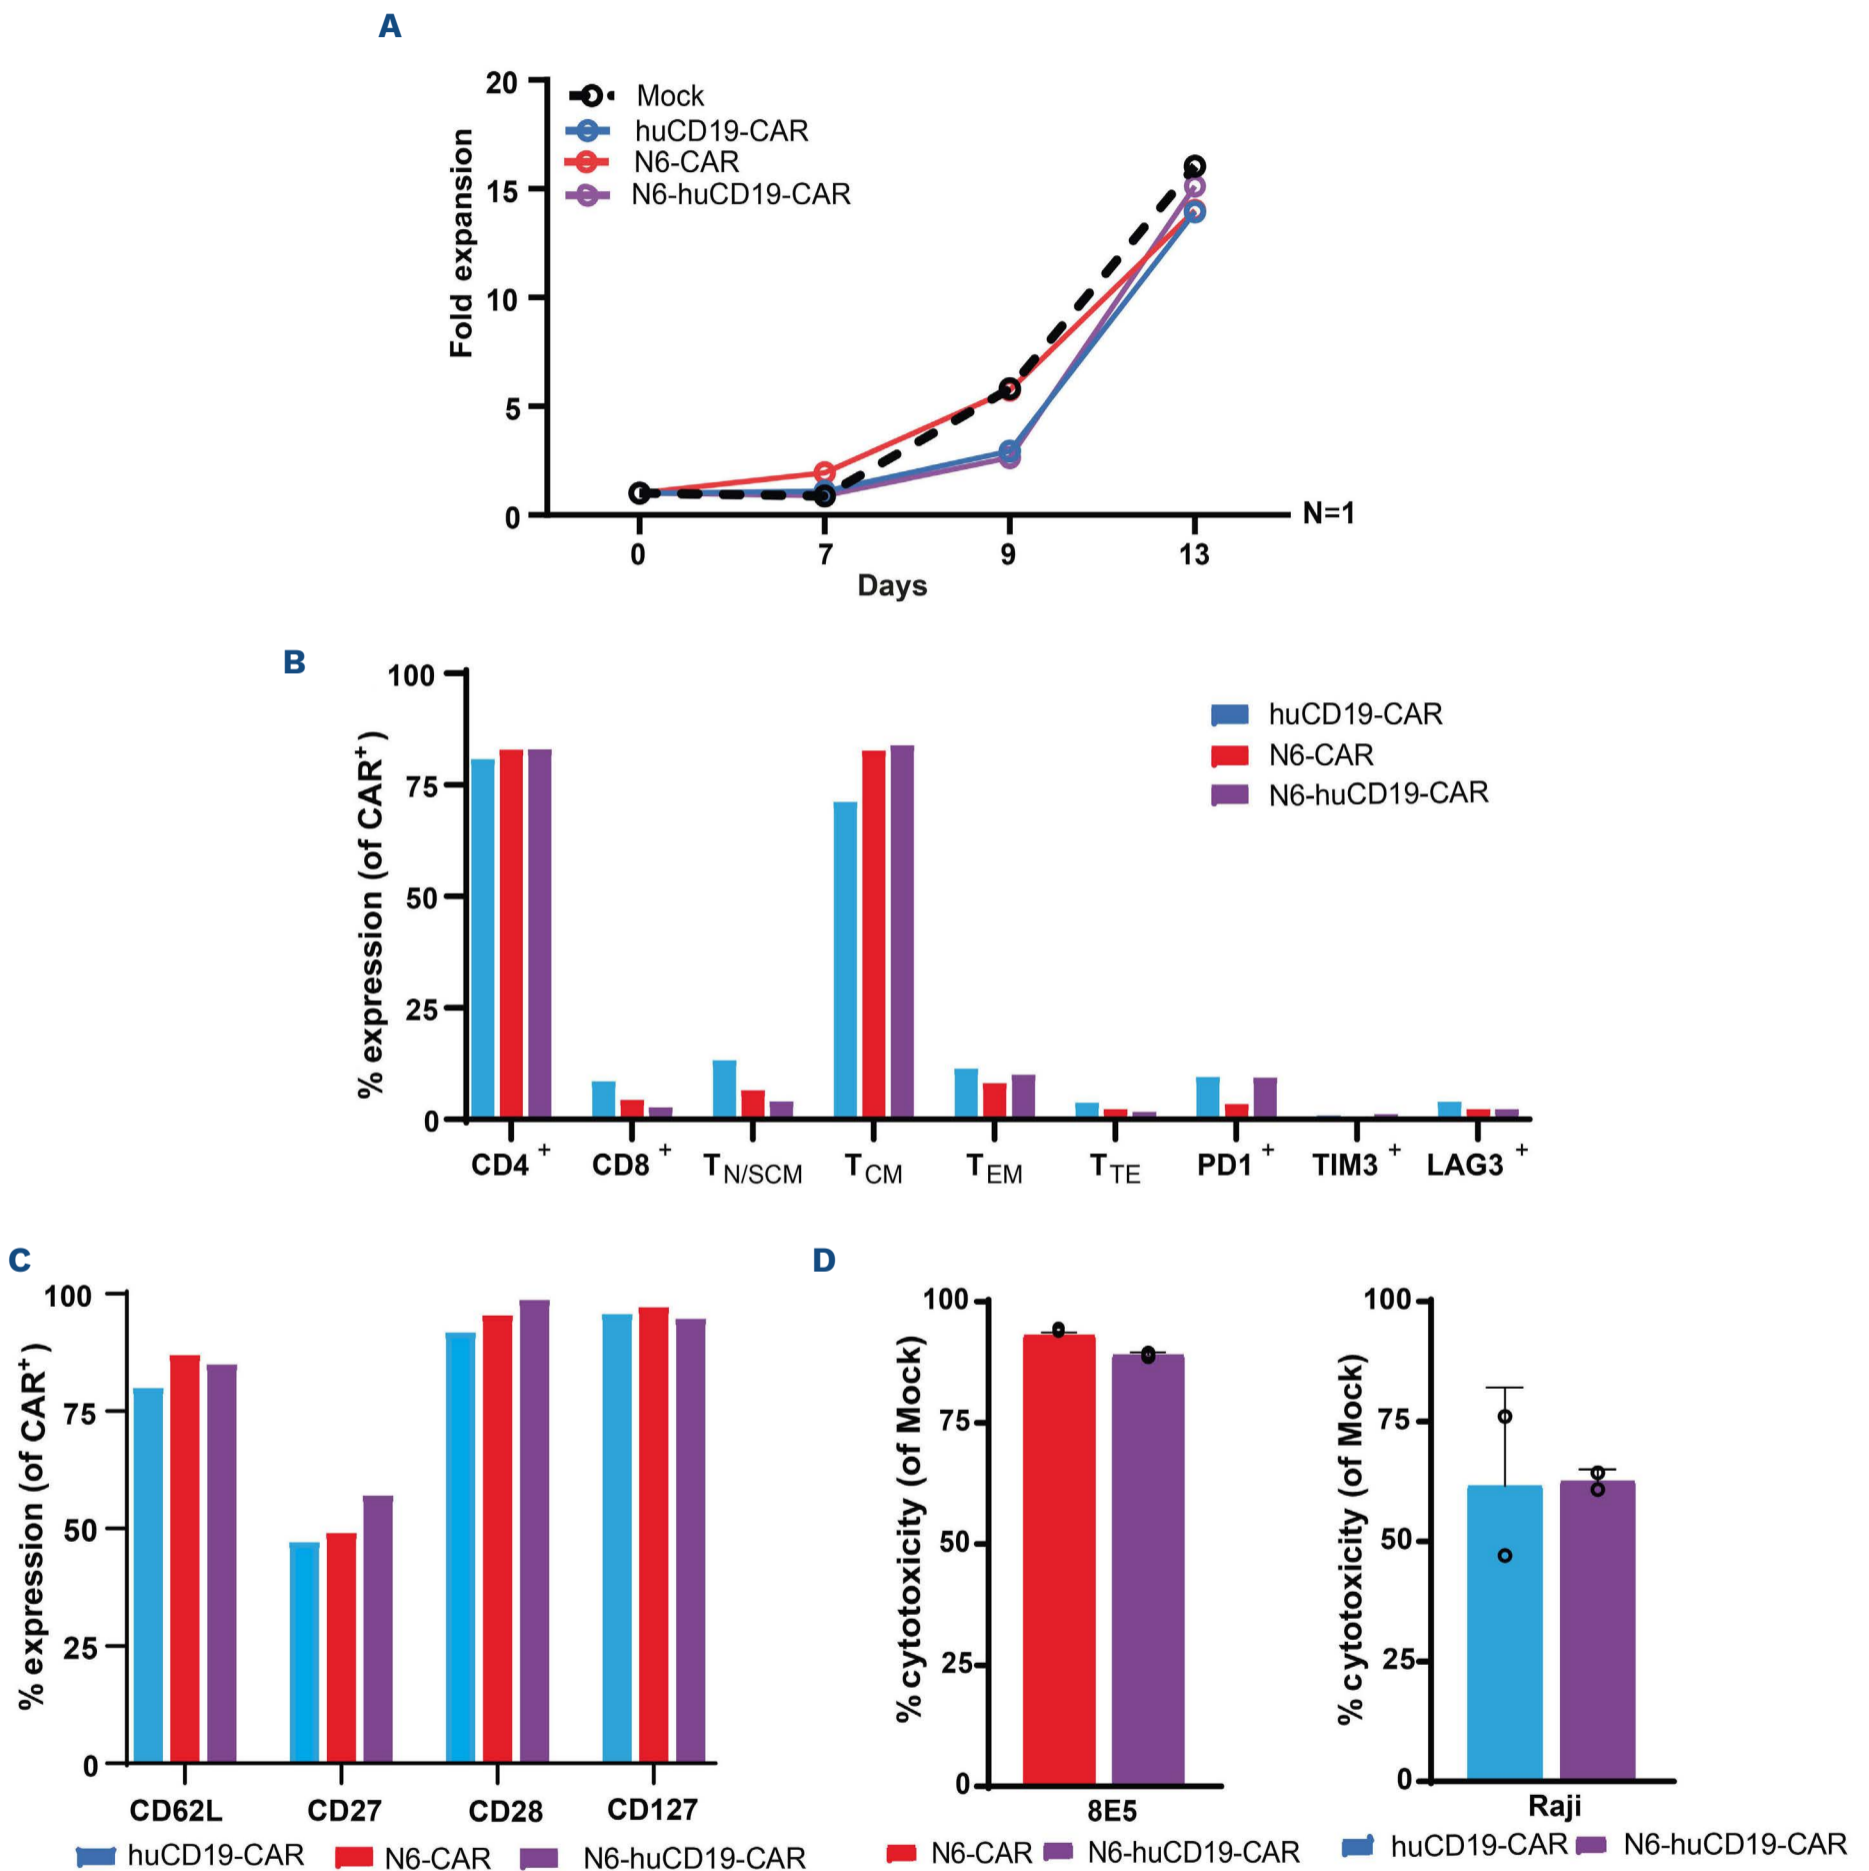 A
20
15
10
5
0
Fold expansion
Mock
huCD19-CAR
N6-CAR
N6-huCD19-CAR
N=1
0 7 9 13
Days
B
100
75
50
25
0
% expression (of CAR+)
huCD19-CAR
N6-CAR
N6-huCD19-CAR
CD4+ CD8+ TN/SCM TCM TEM TTE PD1+ TIM3+ LAG3+
C
100
75
50
25
0
% expression (of CAR+)
CD62L CD27 CD28 CD127
huCD19-CAR N6-CAR N6-huCD19-CAR
D
100
75
50
25
0
% cytotoxicity (of Mock)
8E5
N6-CAR N6-huCD19-CAR
100
75
50
25
0
% cytotoxicity (of Mock)
Raji
huCD19-CAR N6-huCD19-CAR